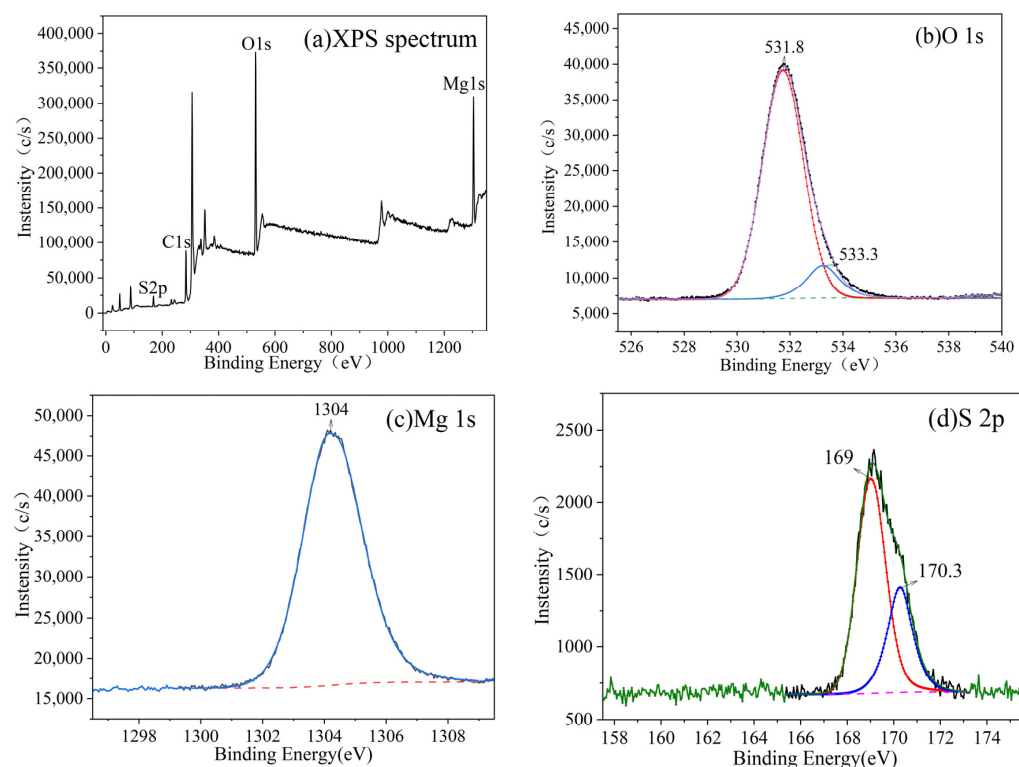 (a)XPS spectrum
O1s
Mg1s
C1s
S2p
400,000
350,000
300,000
250,000
200,000
150,000
100,000
50,000
0
Instensity（c/s）
0 200 400 600 800 1000 1200
Binding Energy（eV）
(b)O 1s
531.8
533.3
45,000
40,000
35,000
30,000
25,000
20,000
15,000
10,000
5,000
Instensity（c/s）
526 528 530 532 534 536 538 540
Binding Energy（eV）
(c)Mg 1s
1304
50,000
45,000
40,000
35,000
30,000
25,000
20,000
15,000
Instensity（c/s）
1298 1300 1302 1304 1306 1308
Binding Energy(eV)
(d)S 2p
169
170.3
2500
2000
1500
1000
500
Instensity（c/s）
158 160 162 164 166 168 170 172 174
Binding Energy(eV)